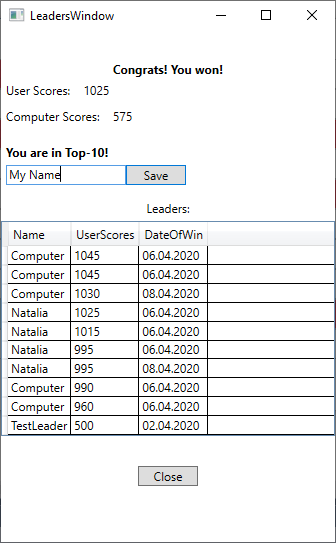 LeadersWindow
Congrats! You won!
User Scores: 1025
Computer Scores: 575
You are in Top-10!
My Name Save
Leaders:
Name UserScores DateOfWin
Computer 1045 06.04.2020
Computer 1045 06.04.2020
Computer 1030 08.04.2020
Natalia 1025 06.04.2020
Natalia 1015 06.04.2020
Natalia 995 06.04.2020
Natalia 995 08.04.2020
Computer 990 06.04.2020
Computer 960 06.04.2020
TestLeader 500 02.04.2020
Close